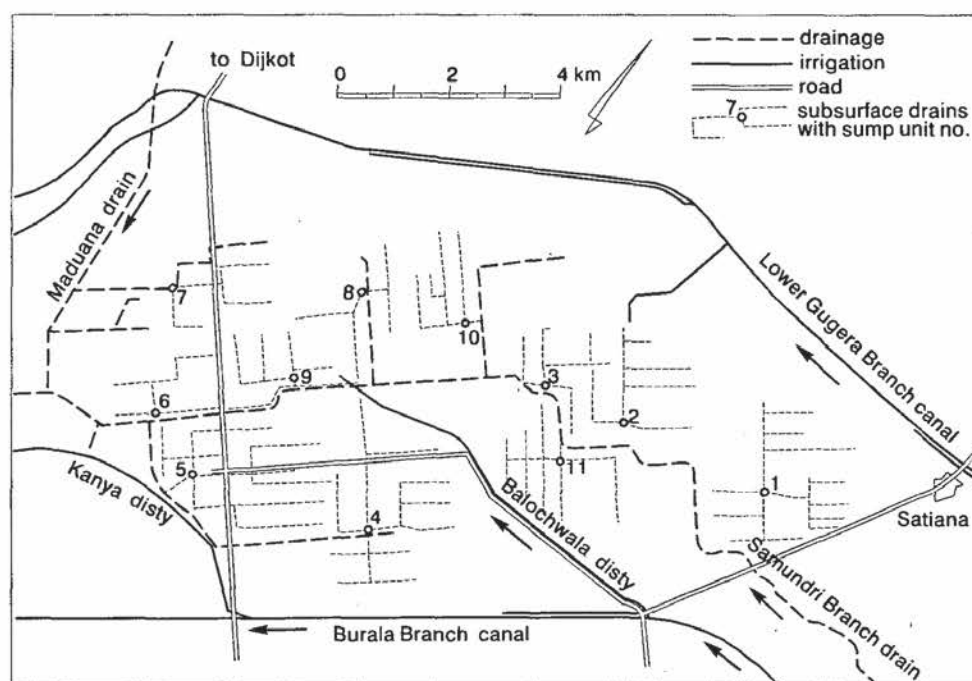 to Dijkot
0 2 4 km
drainage
irrigation
road
7 subsurface drains
with sump unit no.
Maduana drain
Lower Gugera Branch canal
7
8
10
9
3
6
2
11
5
1
4
Kanya disty
Balochwala disty
Satiana
Samundri Branch drain
Burala Branch canal